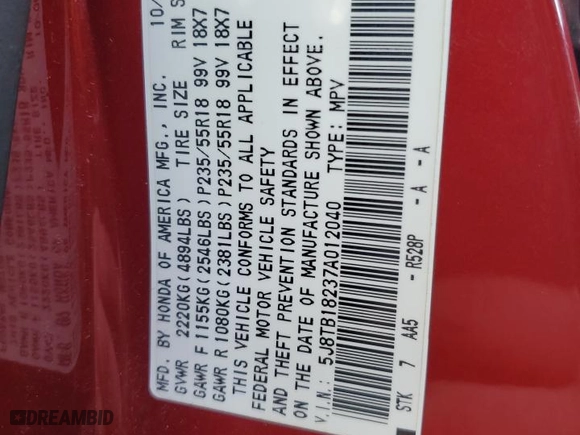 MFD. BY HONDA OF AMERICA MFG., INC. 10/
GVWR 2220KG(4894LBS) TIRE SIZE RIM S
GAWR F 1155KG(2546LBS)P235/55R18 99V 18X7
GAWR R 1080KG(2381LBS)P235/55R18 99V 18X7
THIS VEHICLE CONFORMS TO ALL APPLICABLE
FEDERAL MOTOR VEHICLE SAFETY
AND THEFT PREVENTION STANDARDS IN EFFECT
ON THE DATE OF MANUFACTURE SHOWN ABOVE.
V.I.N.: 5J8TB18237A012040 TYPE: MPV
STK 7 AA5 - R528P - A - A
DREAMBID